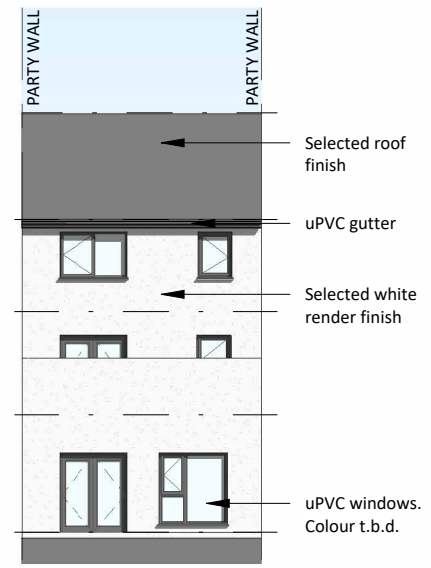 PARTY WALL
PARTY WALL
Selected roof
finish
uPVC gutter
Selected white
render finish
uPVC windows.
Colour t.b.d.